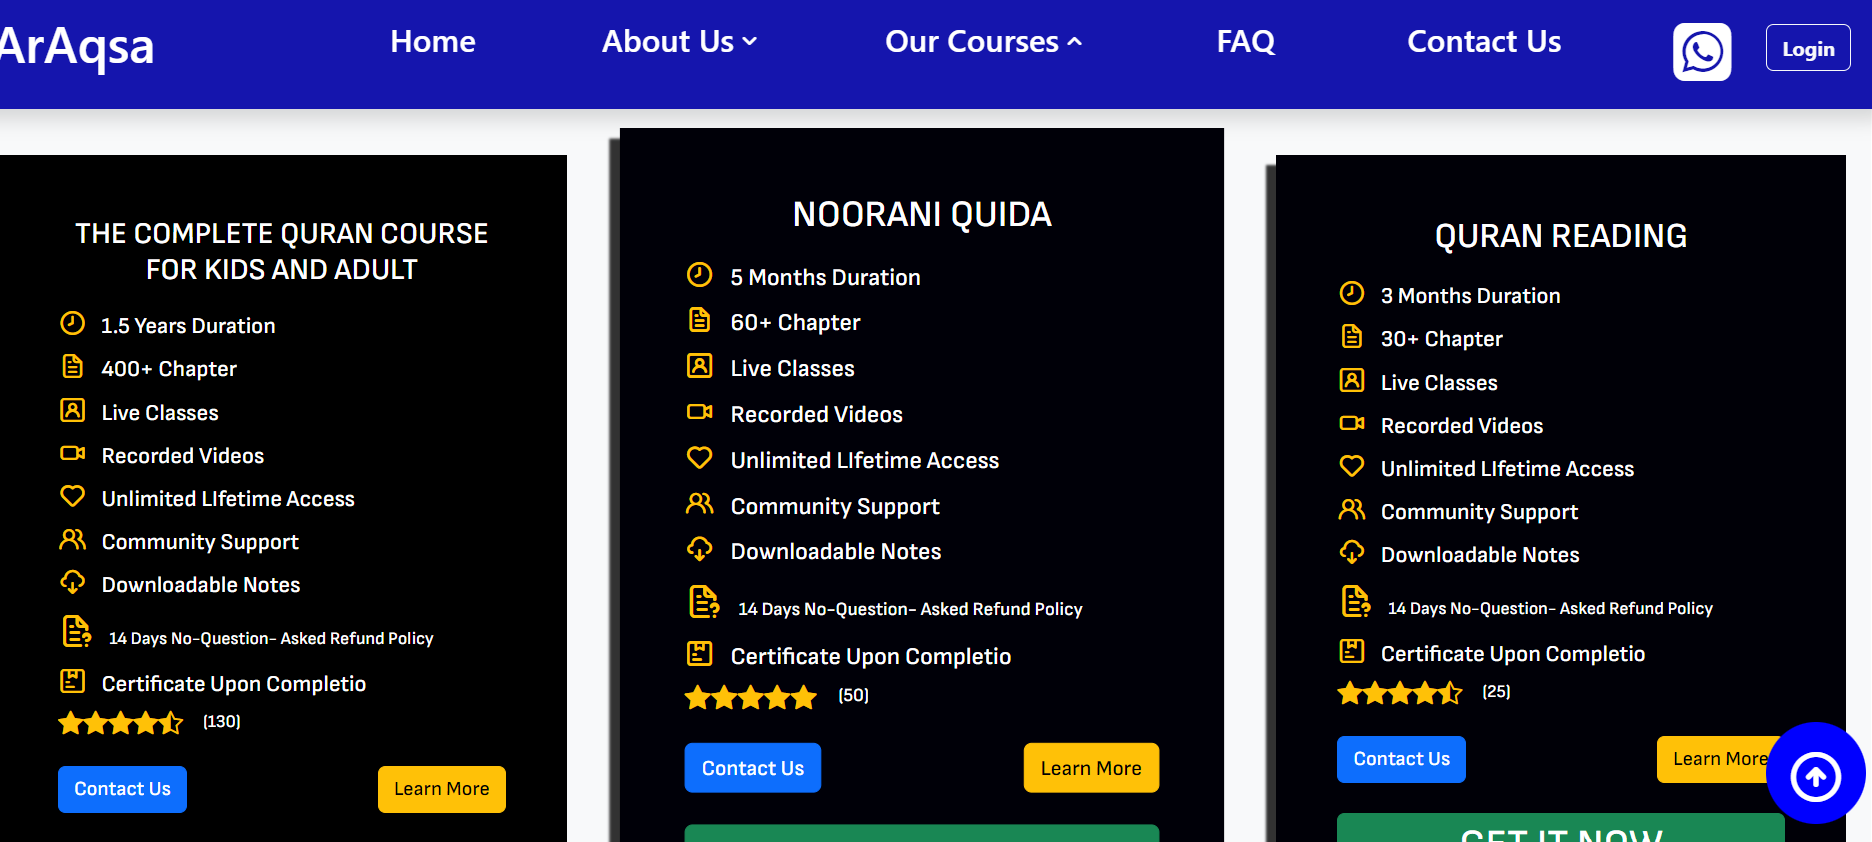 ArAqsa
Home
About Us
Our Courses
FAQ
Contact Us
Login
THE COMPLETE QURAN COURSE
FOR KIDS AND ADULT
1.5 Years Duration
400+ Chapter
Live Classes
Recorded Videos
Unlimited LIfetime Access
Community Support
Downloadable Notes
14 Days No-Question- Asked Refund Policy
Certificate Upon Completio
(130)
Contact Us
Learn More
NOORANI QUIDA
5 Months Duration
60+ Chapter
Live Classes
Recorded Videos
Unlimited LIfetime Access
Community Support
Downloadable Notes
14 Days No-Question- Asked Refund Policy
Certificate Upon Completio
(50)
Contact Us
Learn More
QURAN READING
3 Months Duration
30+ Chapter
Live Classes
Recorded Videos
Unlimited LIfetime Access
Community Support
Downloadable Notes
14 Days No-Question- Asked Refund Policy
Certificate Upon Completio
(25)
Contact Us
Learn More
GET IT NOW